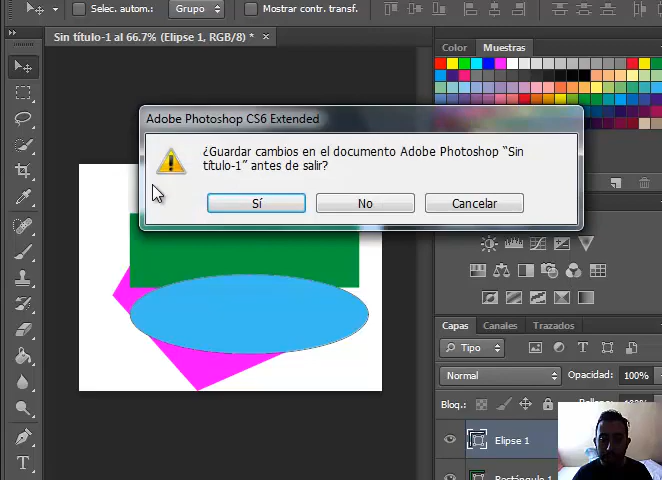 Selec. autom.: Grupo Mostrar contr. transf.
Sin título-1 al 66.7% (Elipse 1, RGB/8) * ×
Color Muestras
Adobe Photoshop CS6 Extended
¿Guardar cambios en el documento Adobe Photoshop “Sin
título-1” antes de salir?
Sí No Cancelar
Capas Canales Trazados
Tipo
Normal Opacidad: 100%
Bloq.:
Elipse 1
Rectángulo 1